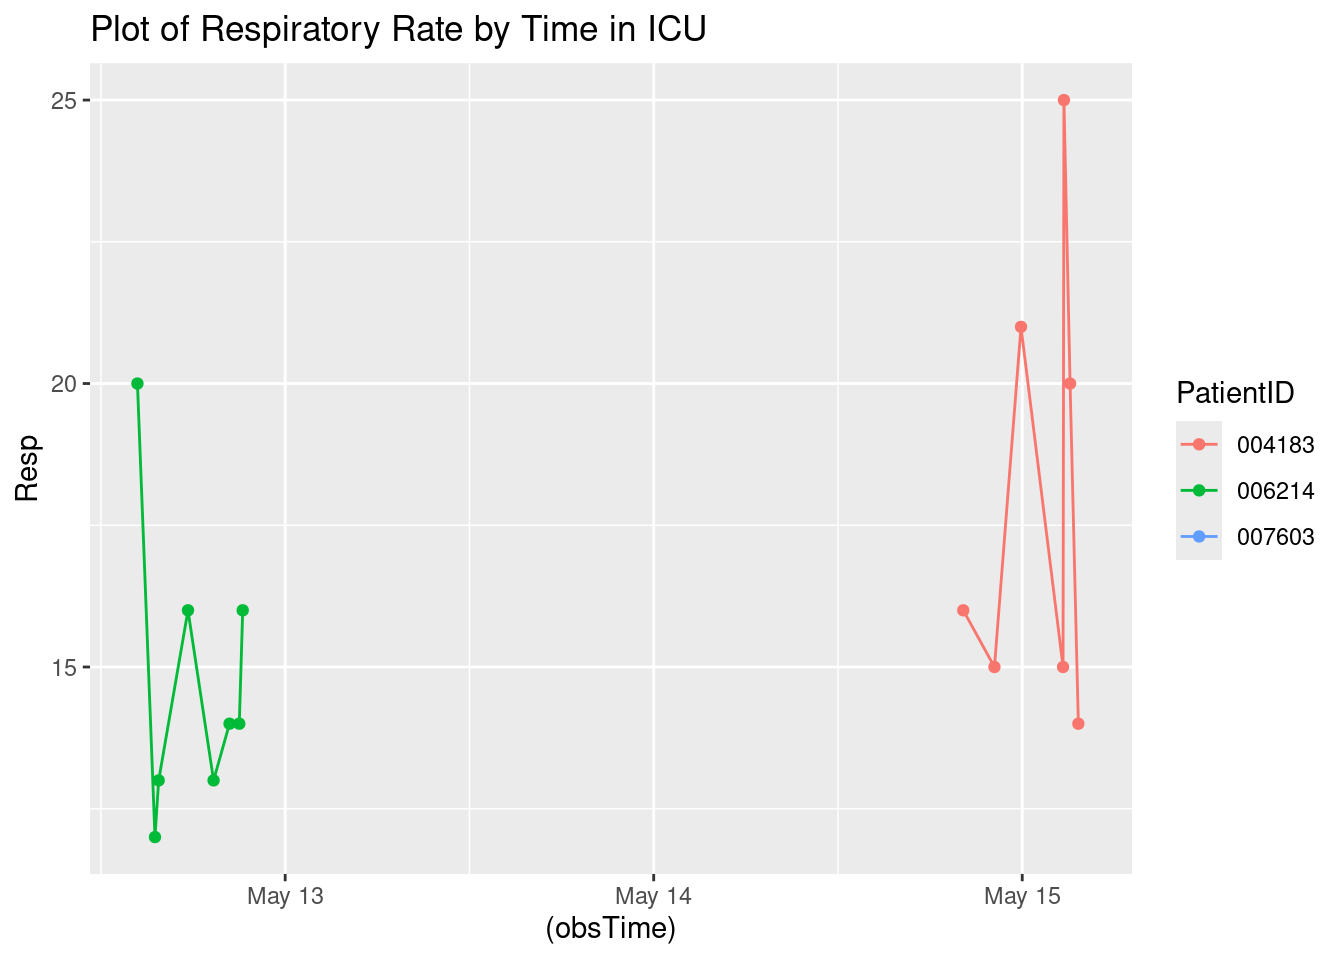 Plot of Respiratory Rate by Time in ICU
25
20
15
Resp
May 13
May 14
May 15
(obsTime)
PatientID
004183
006214
007603